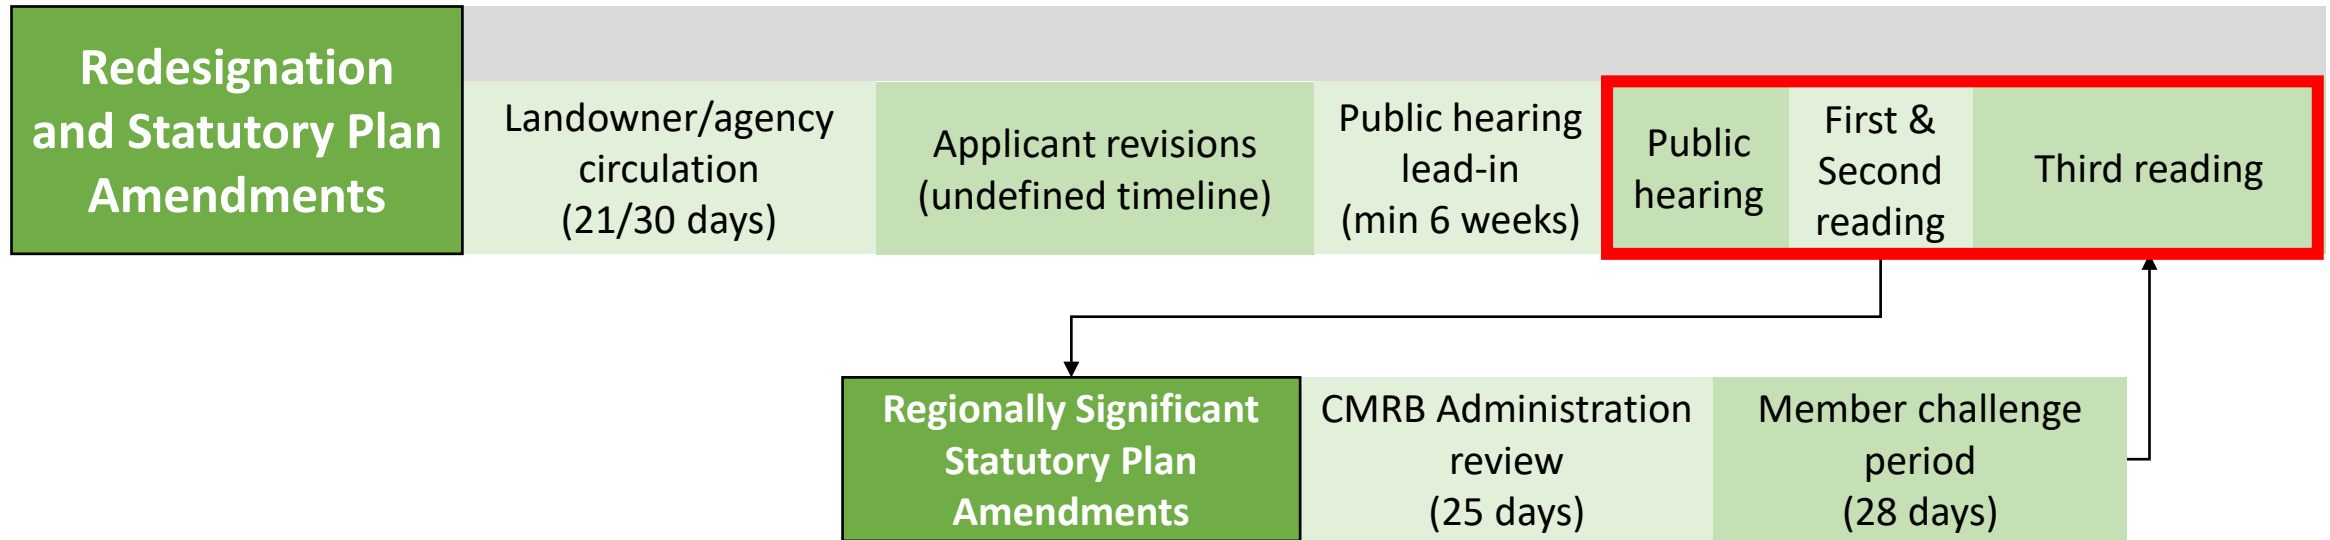 Redesignation
and Statutory Plan
Amendments
Landowner/agency
circulation
(21/30 days)
Applicant revisions
(undefined timeline)
Public hearing
lead-in
(min 6 weeks)
Public
hearing
First &
Second
reading
Third reading
Regionally Significant
Statutory Plan
Amendments
CMRB Administration
review
(25 days)
Member challenge
period
(28 days)